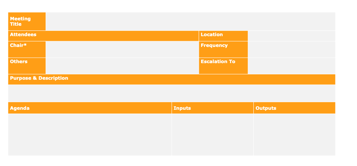 Meeting
Title
Attendees Location
Chair* Frequency
Others Escalation To
Purpose & Description
Agenda Inputs Outputs